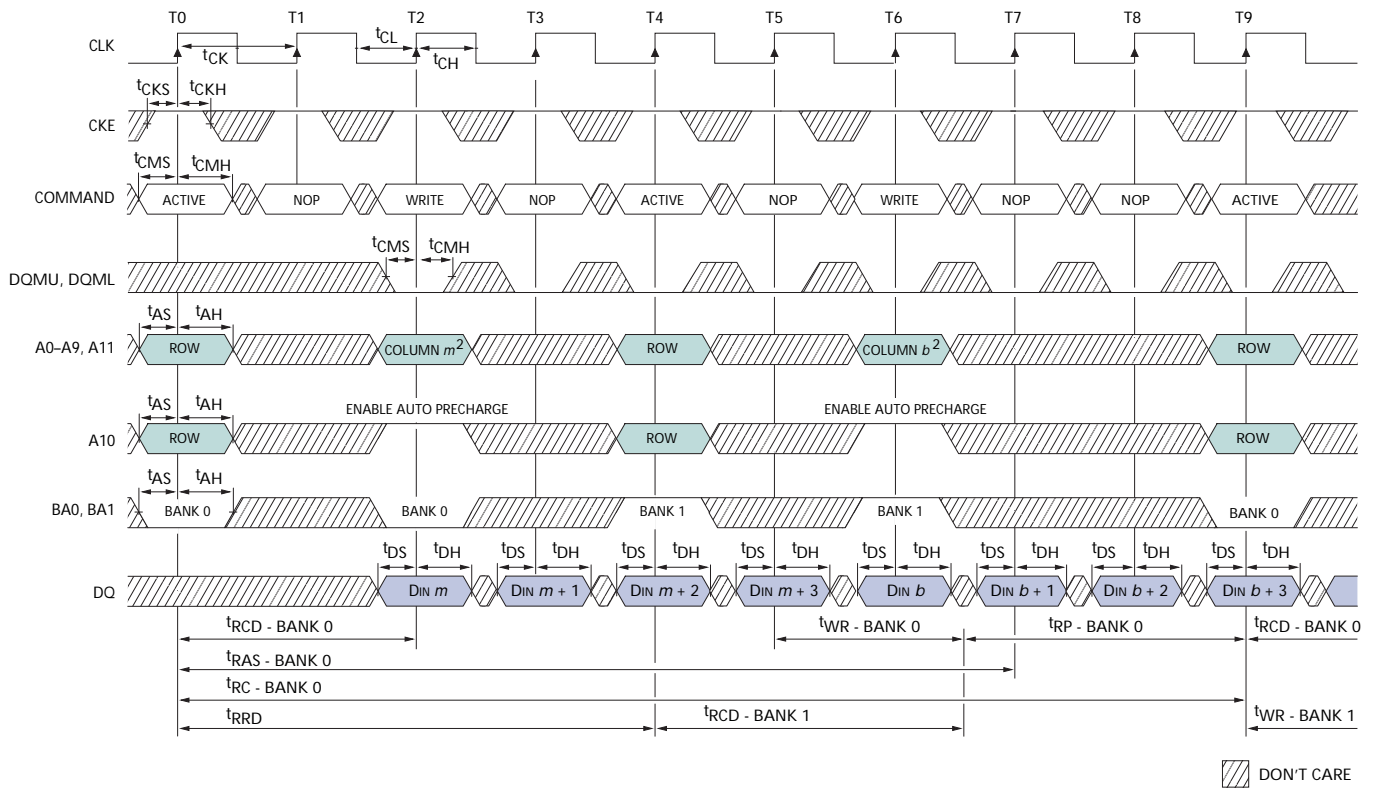 T0 T1 T2 T3 T4 T5 T6 T7 T8 T9
CLK
tCK tCL tCH
tCKS tCKH
CKE
tCMS tCMH
COMMAND ACTIVE NOP WRITE NOP ACTIVE NOP WRITE NOP NOP ACTIVE
tCMS tCMH
DQMU, DQML
tAS tAH
A0–A9, A11 ROW COLUMN m2 ROW COLUMN b2 ROW
tAS tAH ENABLE AUTO PRECHARGE ENABLE AUTO PRECHARGE
A10 ROW ROW ROW
tAS tAH
BA0, BA1 BANK 0 BANK 0 BANK 1 BANK 1 BANK 0
tDS tDH tDS tDH tDS tDH tDS tDH tDS tDH tDS tDH tDS tDH tDS tDH
DQ DIN m DIN m + 1 DIN m + 2 DIN m + 3 DIN b DIN b + 1 DIN b + 2 DIN b + 3
tRCD - BANK 0 tWR - BANK 0 tRP - BANK 0 tRCD - BANK 0
tRAS - BANK 0
tRC - BANK 0
tRRD tRCD - BANK 1 tWR - BANK 1
DON'T CARE